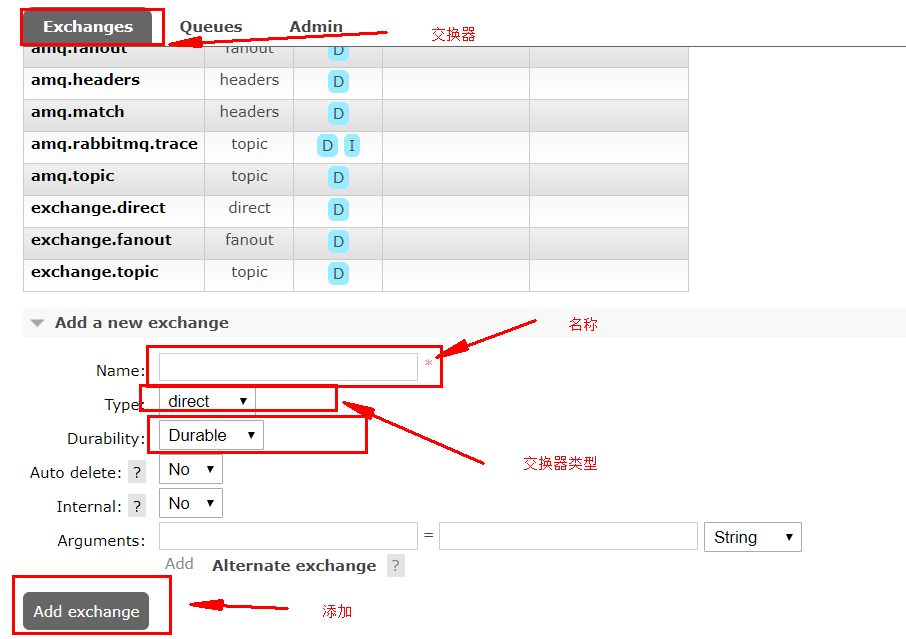 Exchanges Queues Admin 交换器
amq.fanout fanout D
amq.headers headers D
amq.match headers D
amq.rabbitmq.trace topic D I
amq.topic topic D
exchange.direct direct D
exchange.fanout fanout D
exchange.topic topic D
Add a new exchange 名称
Name: *
Type: direct
Durability: Durable
交换器类型
Auto delete: ? No
Internal: ? No
Arguments: = String
Add Alternate exchange ?
Add exchange 添加